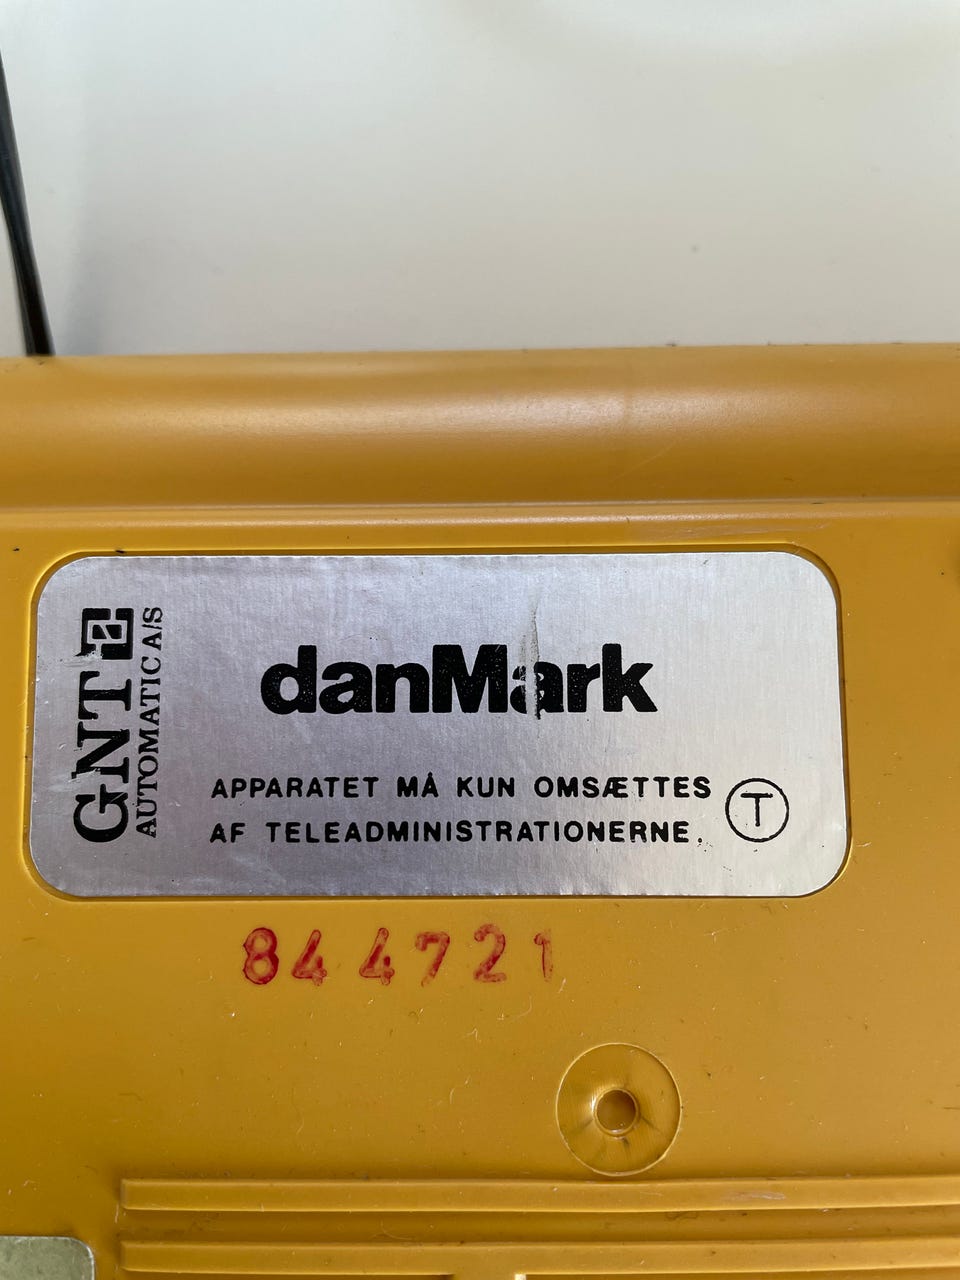 GNT
AUTOMATIC A/S
danMark
APPARATET MÅ KUN OMSÆTTES
AF TELEADMINISTRATIONERNE.
T
844721